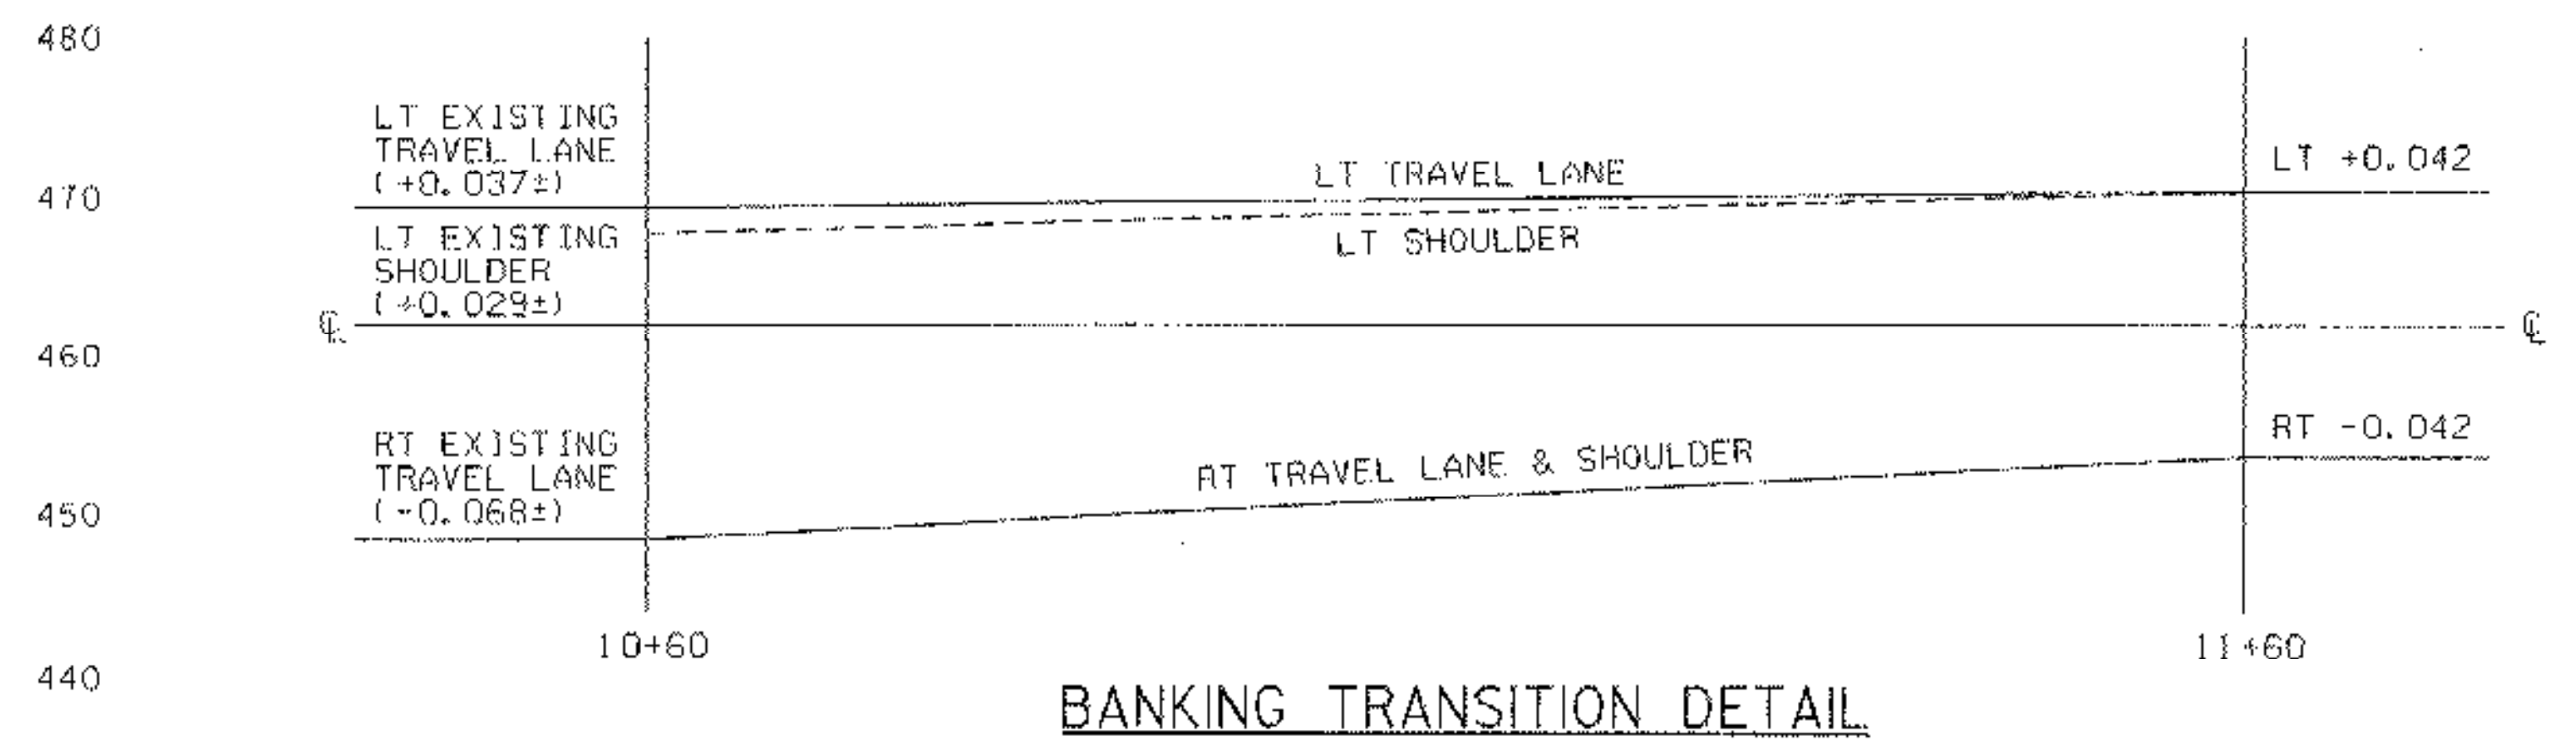 480
LT EXISTING
TRAVEL LANE
(+0.037±)
LT TRAVEL LANE
LT +0.042
470
LT EXISTING
SHOULDER
(+0.029±)
LT SHOULDER
℄
℄
460
RT EXISTING
TRAVEL LANE
(-0.068±)
RT TRAVEL LANE & SHOULDER
RT -0.042
450
10+60
11+60
440
BANKING TRANSITION DETAIL